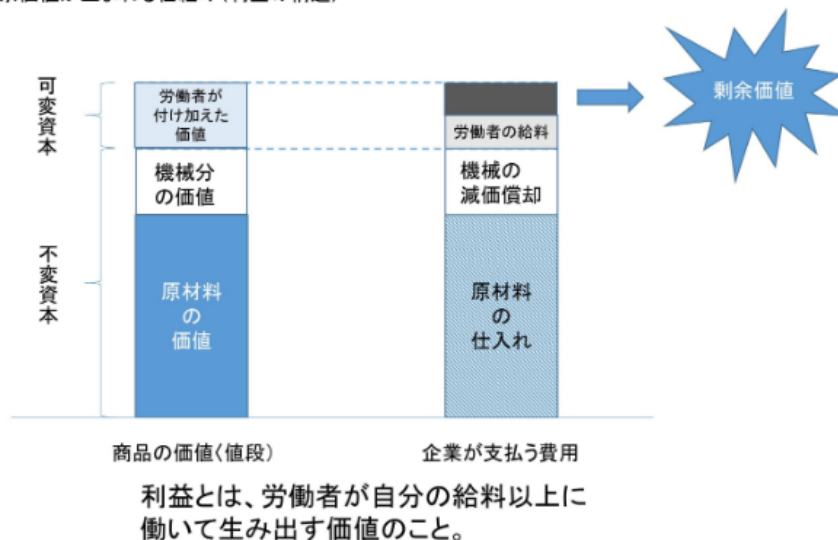 可変資本
労働者が
付け加えた
価値
労働者の給料
剰余価値
機械分
の価値
機械の
減価償却
不変資本
原材料
の
価値
原材料
の
仕入れ
商品の価値(値段)
企業が支払う費用
利益とは、労働者が自分の給料以上に
働いて生み出す価値のこと。